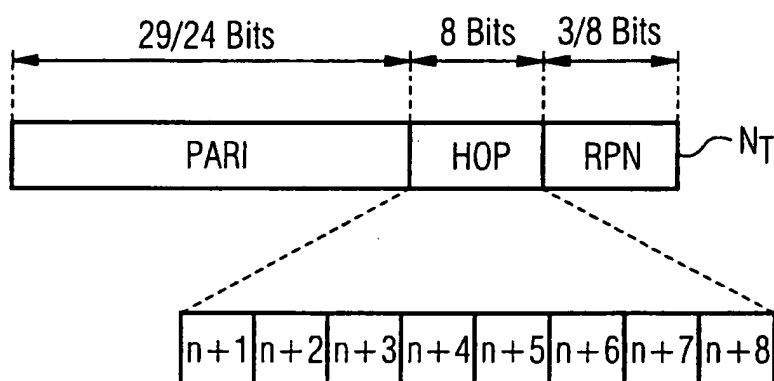 29/24 Bits 8 Bits 3/8 Bits
PARI HOP RPN N_T
n+1 n+2 n+3 n+4 n+5 n+6 n+7 n+8